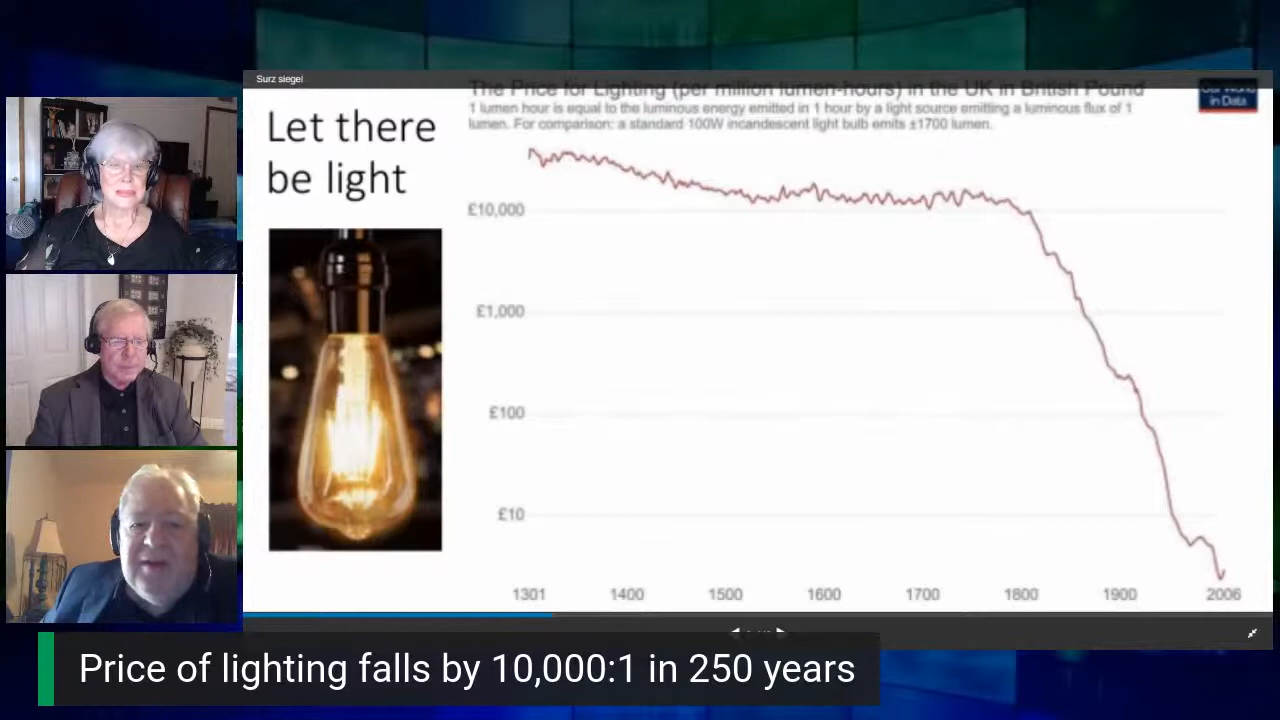 Surz siegel
The Price for Lighting (per million lumen-hours) in the UK in British Pound
Let there
be light
1 lumen hour is equal to the luminous energy emitted in 1 hour by a light source emitting a luminous flux of 1
lumen. For comparison: a standard 100W incandescent light bulb emits ±1700 lumen.
in Data
£10,000
£1,000
£100
£10
1301 1400 1500 1600 1700 1800 1900 2006
Price of lighting falls by 10,000:1 in 250 years